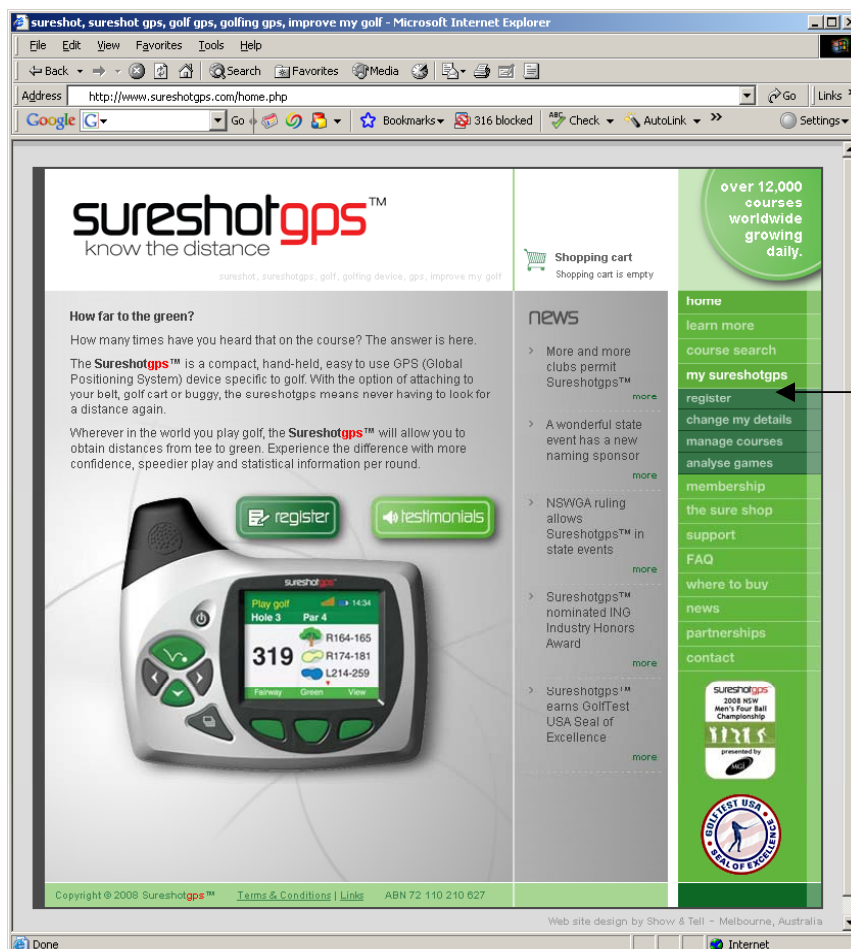 sureshot, sureshot gps, golf gps, golfing gps, improve my golf - Microsoft Internet Explorer
File Edit View Favorites Tools Help
Back Search Favorites Media
Address http://www.sureshotgps.com/home.php Go Links
Google G Go Bookmarks 316 blocked ABC Check AutoLink Settings
sureshotgps™
know the distance
sureshot, sureshotgps, golf, golfing device, gps, improve my golf
Shopping cart
Shopping cart is empty
over 12,000
courses
worldwide
growing
daily.
How far to the green?
How many times have you heard that on the course? The answer is here.
The Sureshotgps™ is a compact, hand-held, easy to use GPS (Global
Positioning System) device specific to golf. With the option of attaching to
your belt, golf cart or buggy, the sureshotgps means never having to look for
a distance again.
Wherever in the world you play golf, the Sureshotgps™ will allow you to
obtain distances from tee to green. Experience the difference with more
confidence, speedier play and statistical information per round.
register
testimonials
sureshotgps
Play golf 14:34
Hole 3 Par 4
319
R164-165
R174-181
L214-259
Fairway Green View
news
> More and more
clubs permit
Sureshotgps™
more
> A wonderful state
event has a new
naming sponsor
more
> NSWGA ruling
allows
Sureshotgps™ in
state events
more
> Sureshotgps™
nominated ING
Industry Honors
Award
more
> Sureshotgps™
earns GolfTest
USA Seal of
Excellence
more
home
learn more
course search
my sureshotgps
register
change my details
manage courses
analyse games
membership
the sure shop
support
FAQ
where to buy
news
partnerships
contact
sureshotgps
2008 NSW
Men's Four Ball
Championship
presented by
MGI
GOLFTEST USA
SEAL OF EXCELLENCE
Copyright © 2008 Sureshotgps™ Terms & Conditions | Links ABN 72 110 210 627
Web site design by Show & Tell - Melbourne, Australia
Done Internet